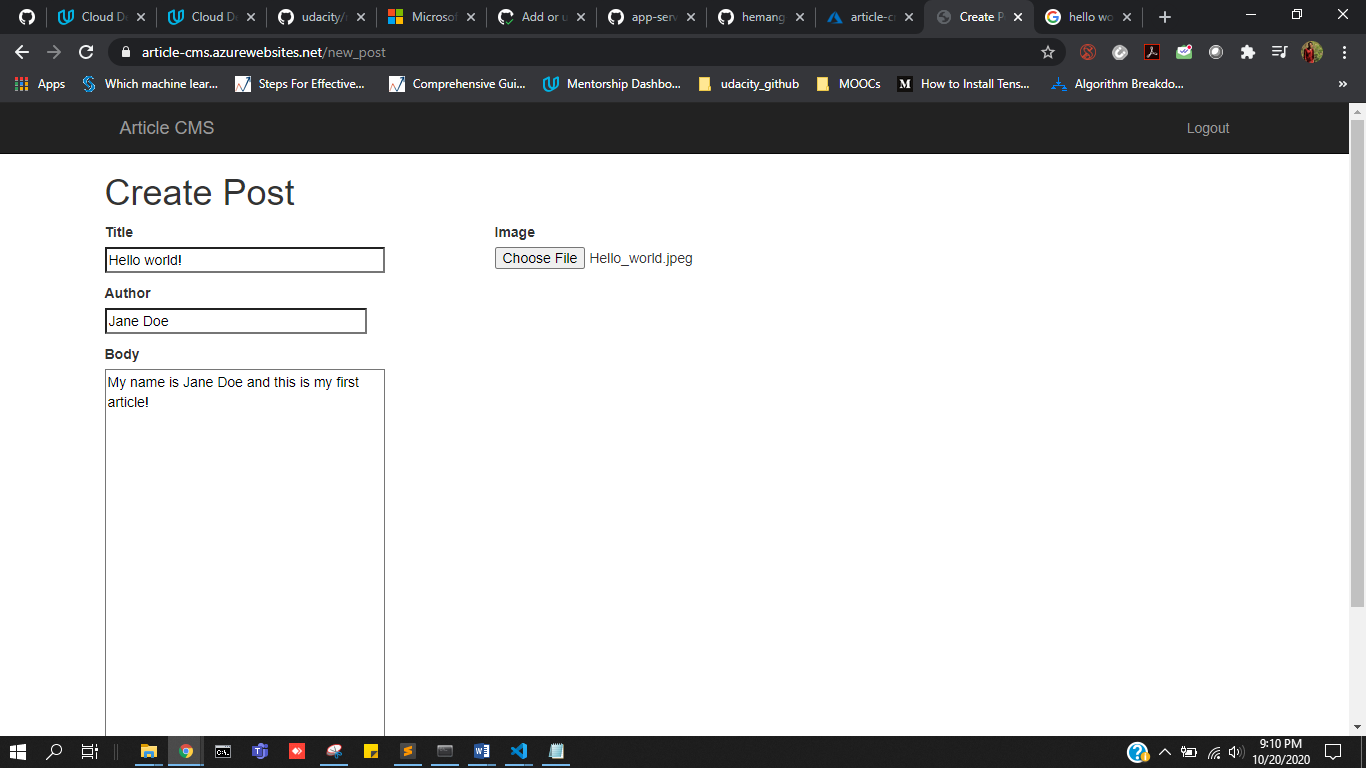 Cloud D
Cloud D
udacity/
Microsof
Add or u
app-serv
hemang
article-c
Create P
hello wo
article-cms.azurewebsites.net/new_post
Apps
Which machine lear...
Steps For Effective...
Comprehensive Gui...
Mentorship Dashbo...
udacity_github
MOOCs
M
How to Install Tens...
Algorithm Breakdo...
»
Article CMS
Logout
Create Post
Title
Image
Hello world!
Choose File Hello_world.jpeg
Author
Jane Doe
Body
My name is Jane Doe and this is my first
article!
9:10 PM
10/20/2020